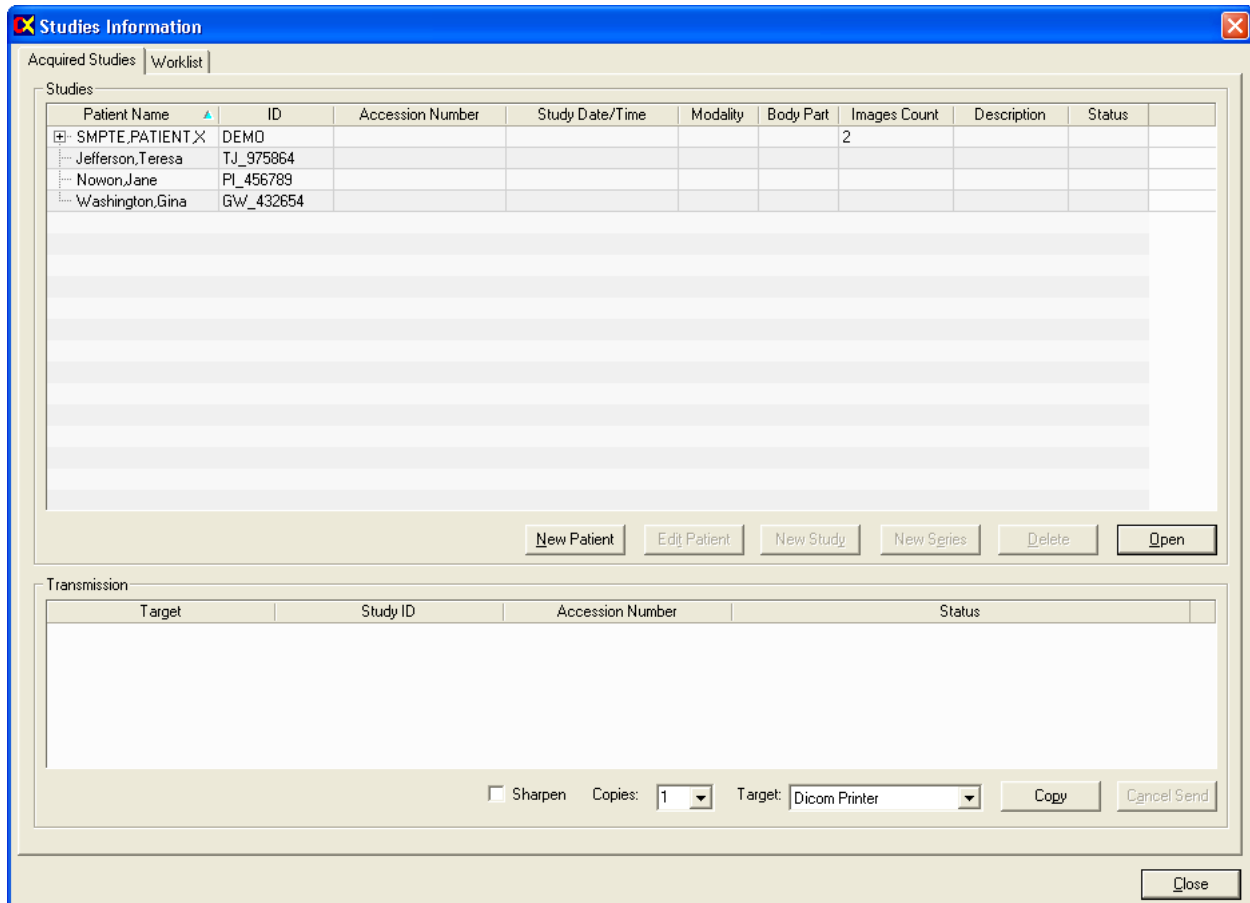 Studies Information
Acquired Studies Worklist
Studies
Patient Name ID Accession Number Study Date/Time Modality Body Part Images Count Description Status
SMPTE,PATIENT,X DEMO 2
Jefferson,Teresa TJ_975864
Nowon,Jane PI_456789
Washington,Gina GW_432654
New Patient Edit Patient New Study New Series Delete Open
Transmission
Target Study ID Accession Number Status
Sharpen Copies: 1 Target: Dicom Printer Copy Cancel Send
Close